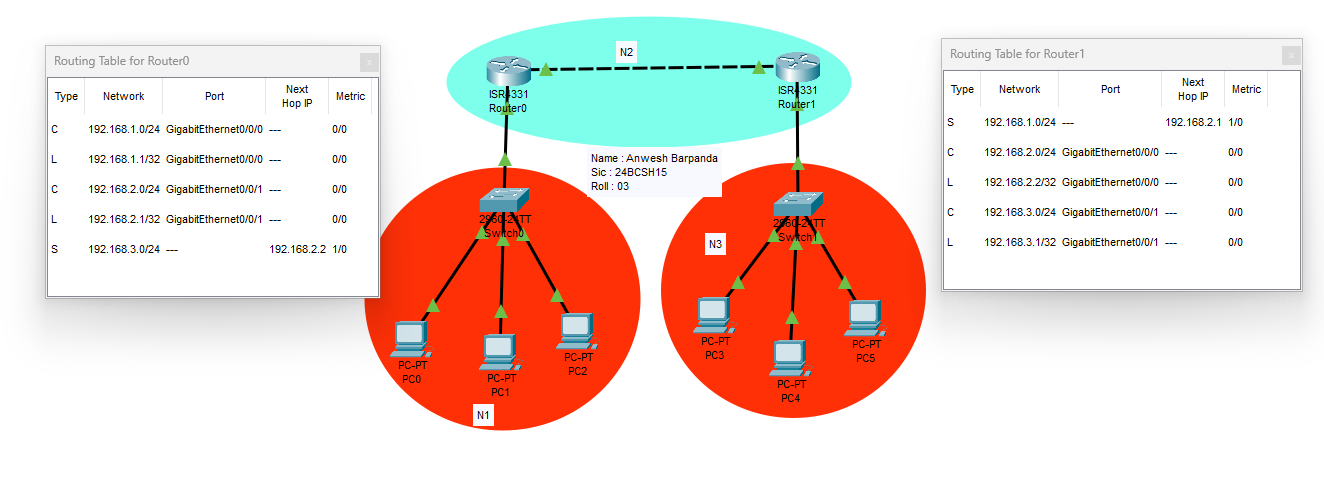 Routing Table for Router0
x
Type Network Port Next Hop IP Metric
C 192.168.1.0/24 GigabitEthernet0/0/0 --- 0/0
L 192.168.1.1/32 GigabitEthernet0/0/0 --- 0/0
C 192.168.2.0/24 GigabitEthernet0/0/1 --- 0/0
L 192.168.2.1/32 GigabitEthernet0/0/1 --- 0/0
S 192.168.3.0/24 --- 192.168.2.2 1/0
N2
ISR4331
Router0
ISR4331
Router1
Name : Anwesh Barpanda
Sic : 24BCSH15
Roll : 03
2960-24TT
Switch0
PC-PT
PC0
PC-PT
PC1
PC-PT
PC2
N1
2960-24TT
Switch1
N3
PC-PT
PC3
PC-PT
PC4
PC-PT
PC5
Routing Table for Router1
x
Type Network Port Next Hop IP Metric
S 192.168.1.0/24 --- 192.168.2.1 1/0
C 192.168.2.0/24 GigabitEthernet0/0/0 --- 0/0
L 192.168.2.2/32 GigabitEthernet0/0/0 --- 0/0
C 192.168.3.0/24 GigabitEthernet0/0/1 --- 0/0
L 192.168.3.1/32 GigabitEthernet0/0/1 --- 0/0